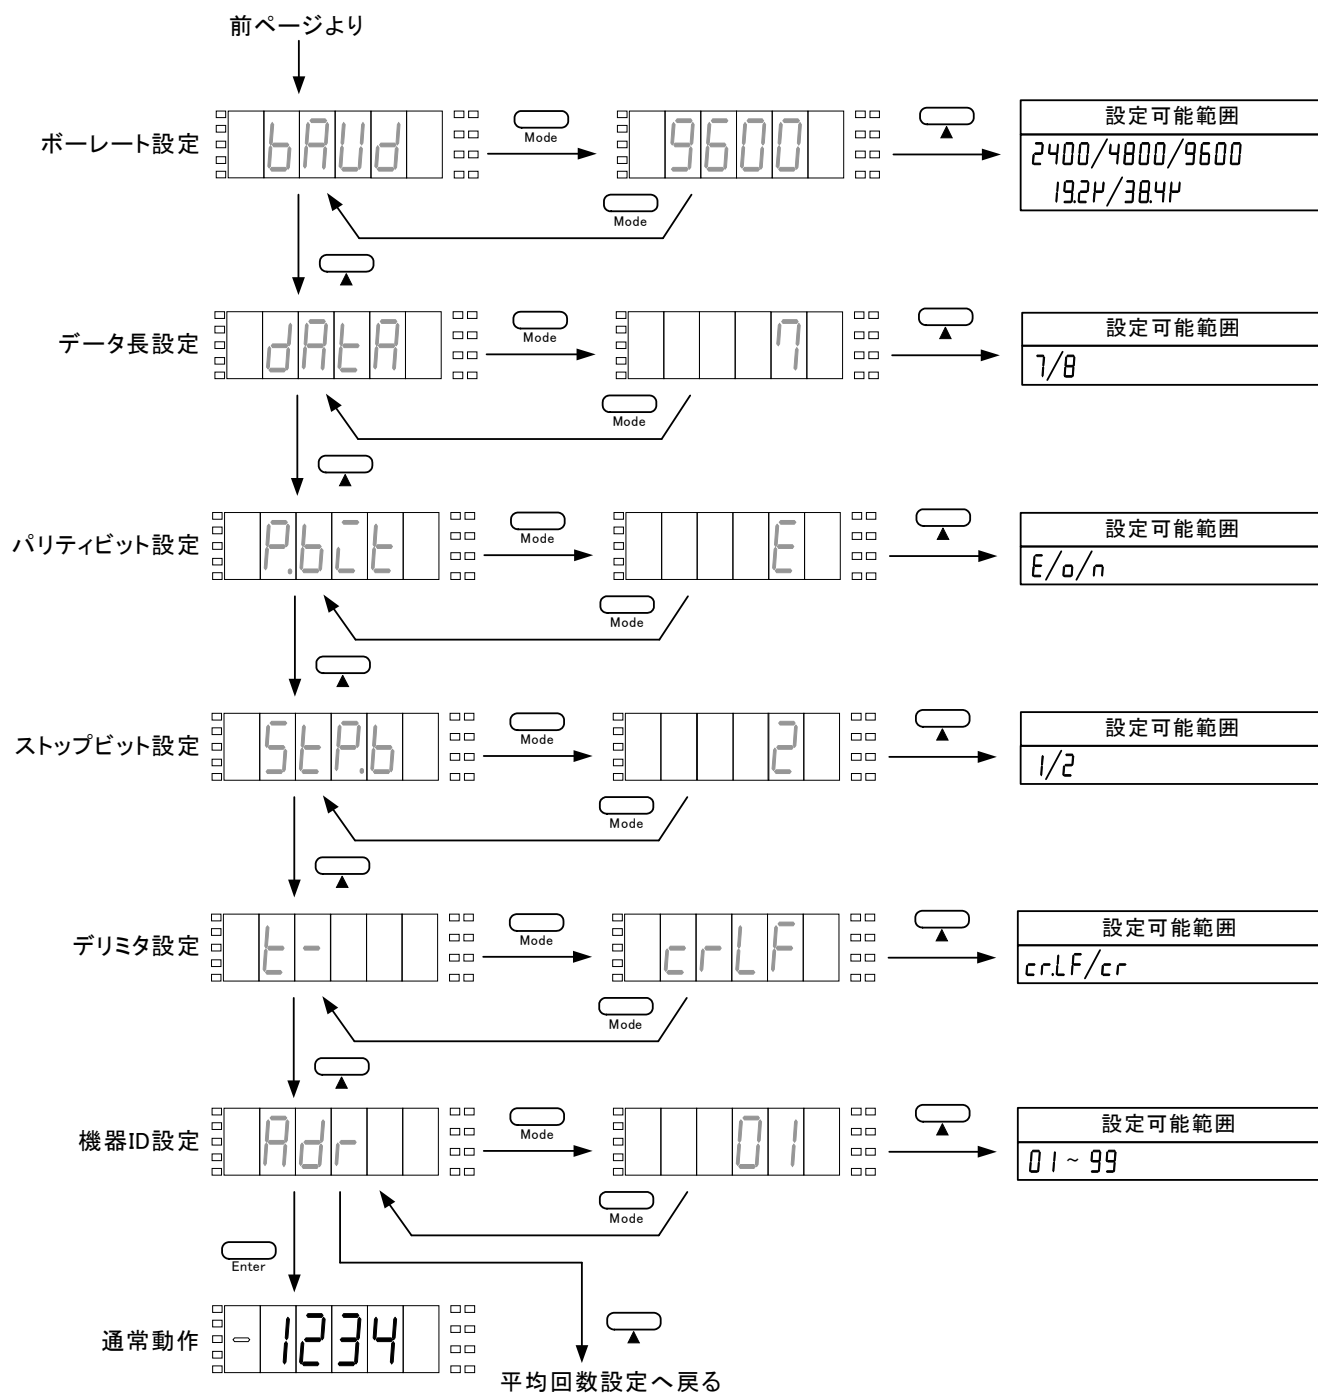 前ページより
ボーレート設定
bAUd
Mode
9600
▲
設定可能範囲
2400/4800/9600
19.2K/38.4K
Mode
▲
データ長設定
dAtA
Mode
7
▲
設定可能範囲
7/8
Mode
▲
パリティビット設定
P.bit
Mode
E
▲
設定可能範囲
E/o/n
Mode
▲
ストップビット設定
StP.b
Mode
2
▲
設定可能範囲
1/2
Mode
▲
デリミタ設定
t-
Mode
crLF
▲
設定可能範囲
cr.LF/cr
Mode
▲
機器ID設定
Adr
Mode
01
▲
設定可能範囲
01~99
Mode
Enter
通常動作
- 1234
▲
平均回数設定へ戻る